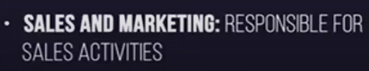 • SALES AND MARKETING: RESPONSIBLE FOR
SALES ACTIVITIES